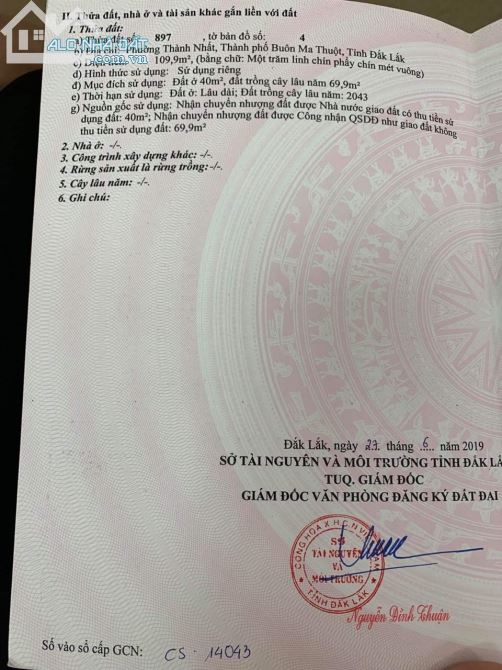 II. Thửa đất, nhà ở và tài sản khác gắn liền với đất
1. Thửa đất:
a) Thửa đất số: 897 , tờ bản đồ số: 4
b) Địa chỉ: Phường Thành Nhất, Thành phố Buôn Ma Thuột, Tỉnh Đắk Lắk
c) Diện tích: 109,9m², (bằng chữ: Một trăm linh chín phẩy chín mét vuông)
d) Hình thức sử dụng: Sử dụng riêng
đ) Mục đích sử dụng: Đất ở 40m², đất trồng cây lâu năm 69,9m²
e) Thời hạn sử dụng: Đất ở: Lâu dài; Đất trồng cây lâu năm: 2043
g) Nguồn gốc sử dụng: Nhận chuyển nhượng đất được Nhà nước giao đất có thu tiền sử
dụng đất: 40m²; Nhận chuyển nhượng đất được Công nhận QSDĐ như giao đất không
thu tiền sử dụng đất: 69,9m²
2. Nhà ở: -/-.
3. Công trình xây dựng khác: -/-.
4. Rừng sản xuất là rừng trồng:-/-.
5. Cây lâu năm: -/-.
6. Ghi chú:
ALONHADAT
.com.vn
Đắk Lắk, ngày 27 tháng 6 năm 2019
SỞ TÀI NGUYÊN VÀ MÔI TRƯỜNG TỈNH ĐẮK LẮ
TUQ. GIÁM ĐỐC
GIÁM ĐỐC VĂN PHÒNG ĐĂNG KÝ ĐẤT ĐAI
CỘNG HÒA X.H.C.N VIỆT NAM
SỞ
TÀI NGUYÊN
VÀ
MÔI TRƯỜNG
TỈNH ĐẮK LẮK
Nguyễn Đình Thuận
Số vào sổ cấp GCN: CS - 14043